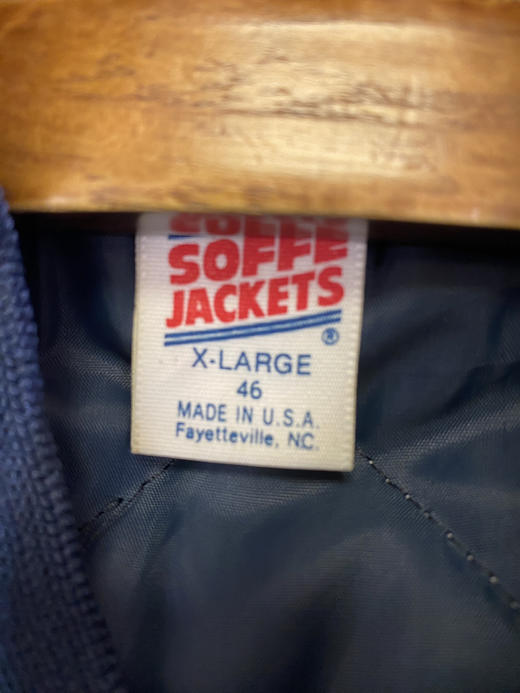 SOFFE
JACKETS
®
X-LARGE
46
MADE IN U.S.A.
Fayetteville, NC.